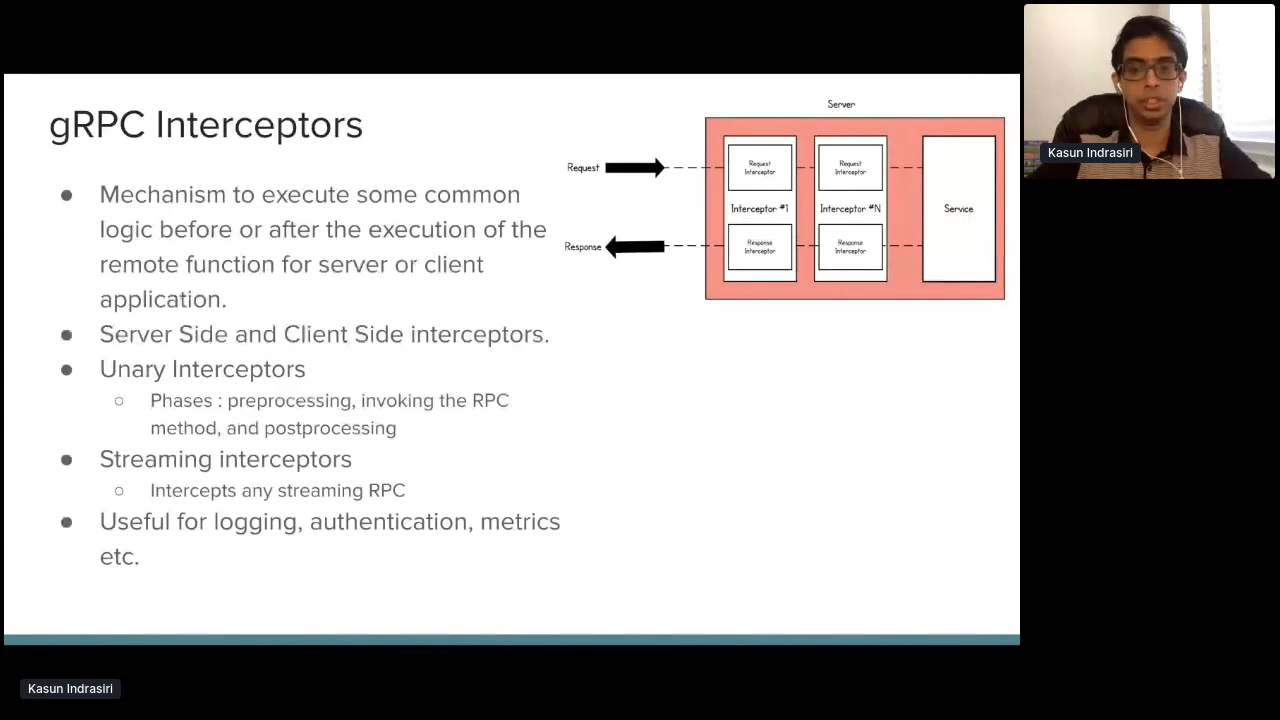 gRPC Interceptors
● Mechanism to execute some common
logic before or after the execution of the
remote function for server or client
application.
● Server Side and Client Side interceptors.
● Unary Interceptors
○ Phases : preprocessing, invoking the RPC
method, and postprocessing
● Streaming interceptors
○ Intercepts any streaming RPC
● Useful for logging, authentication, metrics
etc.
Server
Request
Response
Request
Interceptor
Interceptor #1
Response
Interceptor
Request
Interceptor
Interceptor #N
Response
Interceptor
Service
Kasun Indrasiri
Kasun Indrasiri